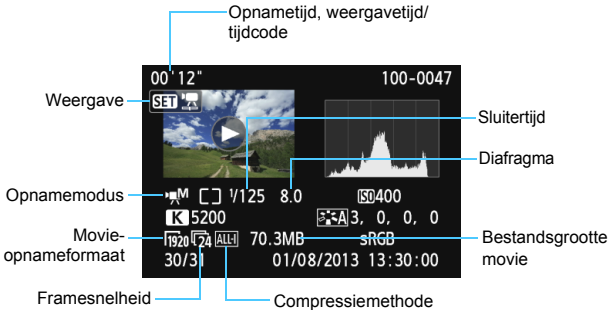 Opnametijd, weergavetijd/
tijdcode
00'12"
100-0047
Weergave
SET
Sluitertijd
Diafragma
Opnamemodus
M
1/125
8.0
ISO400
K 5200
A 3, 0, 0, 0
Movie-
opnameformaat
1920
24
ALL-I
70.3MB
sRGB
Bestandsgrootte
movie
30/31
01/08/2013 13:30:00
Framesnelheid
Compressiemethode